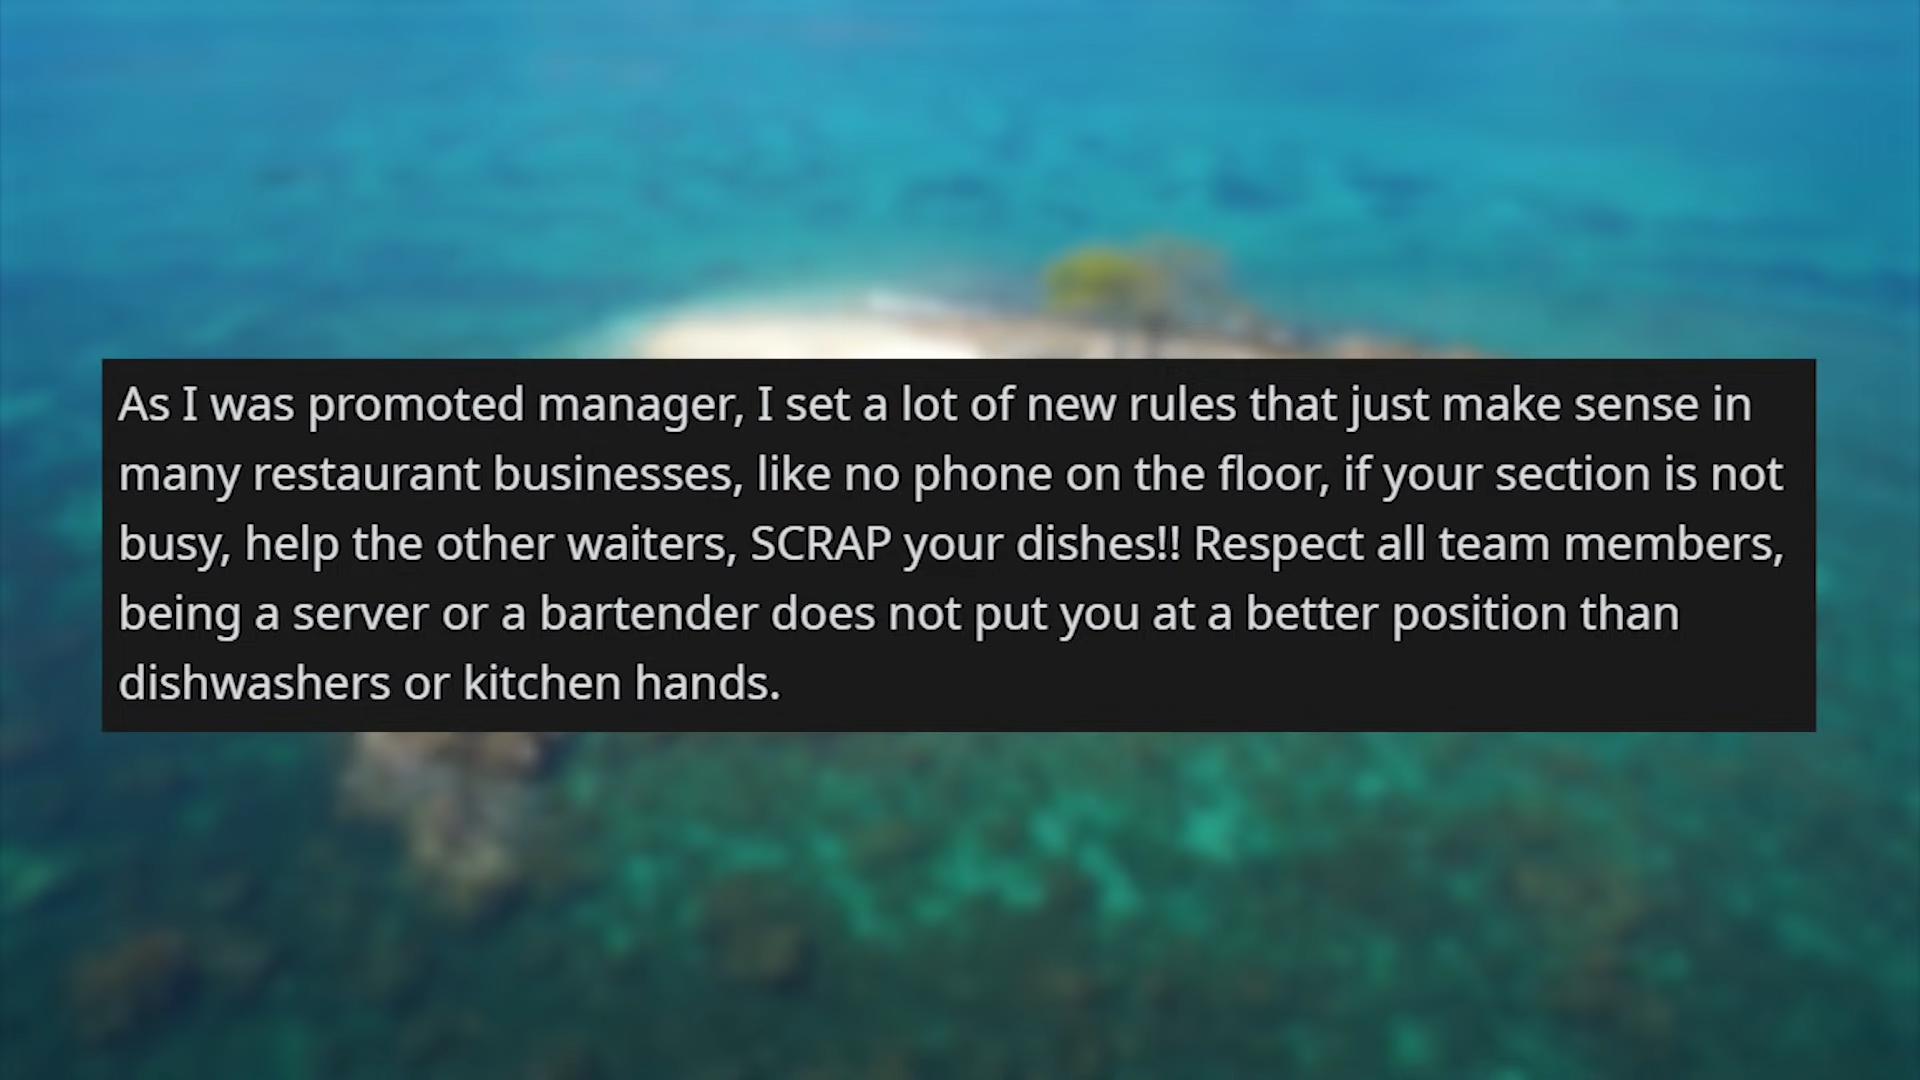 As I was promoted manager, I set a lot of new rules that just make sense in
many restaurant businesses, like no phone on the floor, if your section is not
busy, help the other waiters, SCRAP your dishes!! Respect all team members,
being a server or a bartender does not put you at a better position than
dishwashers or kitchen hands.